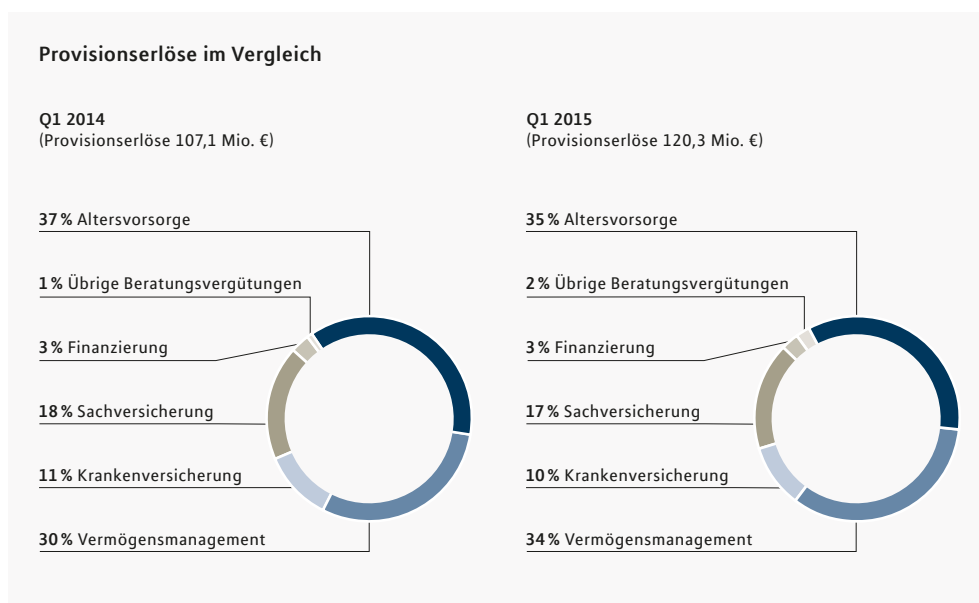 Provisionserlöse im Vergleich
Q1 2014
(Provisionserlöse 107,1 Mio. €)
37 % Altersvorsorge
1 % Übrige Beratungsvergütungen
3 % Finanzierung
18 % Sachversicherung
11 % Krankenversicherung
30 % Vermögensmanagement
Q1 2015
(Provisionserlöse 120,3 Mio. €)
35 % Altersvorsorge
2 % Übrige Beratungsvergütungen
3 % Finanzierung
17 % Sachversicherung
10 % Krankenversicherung
34 % Vermögensmanagement